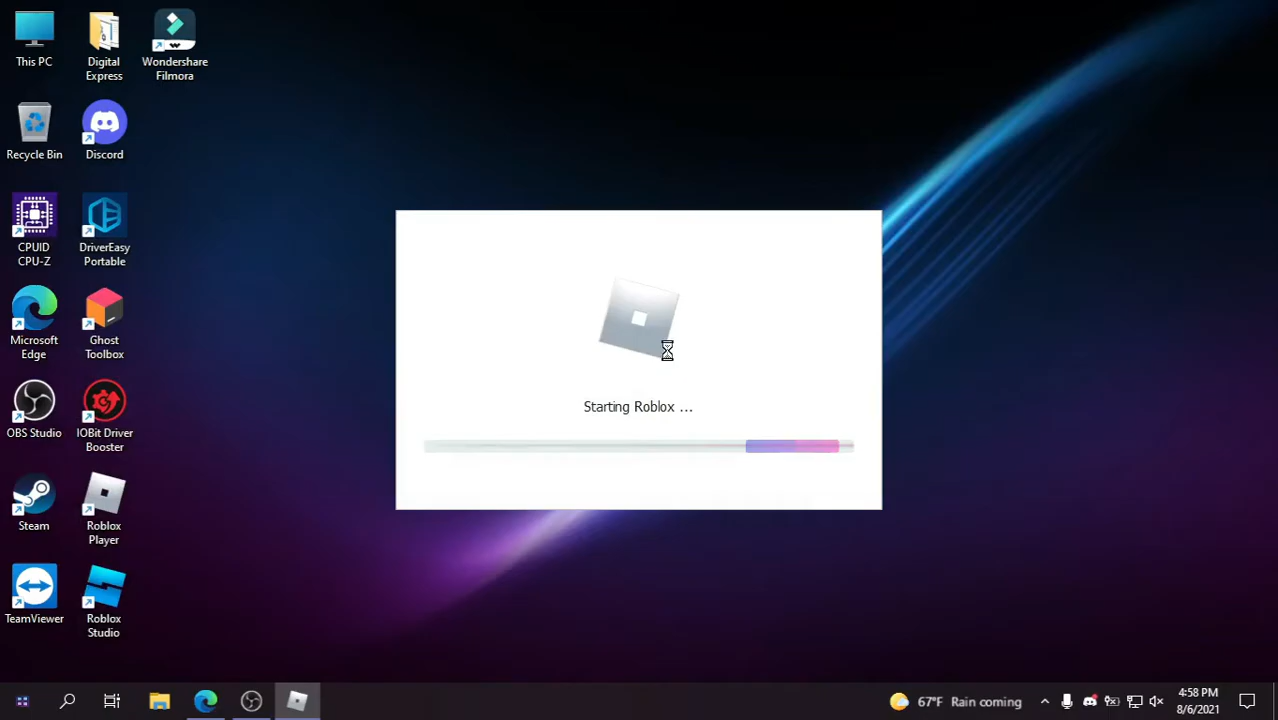 This PC
Digital
Express
Wondershare
Filmora
Recycle Bin
Discord
CPUID
CPU-Z
DriverEasy
Portable
Microsoft
Edge
Ghost
Toolbox
OBS Studio
IOBit Driver
Booster
Steam
Roblox
Player
TeamViewer
Roblox
Studio
Starting Roblox ...
67°F Rain coming
4:58 PM
8/6/2021